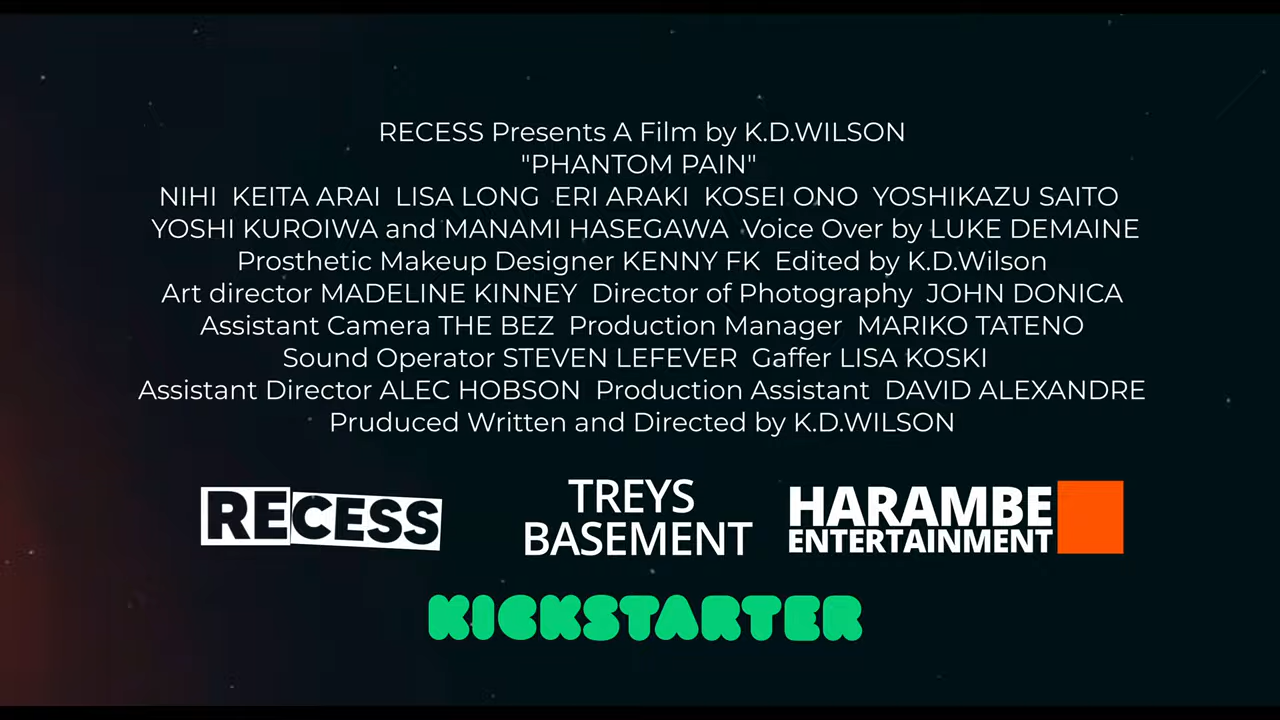 RECESS Presents A Film by K.D.WILSON
"PHANTOM PAIN"
NIHI KEITA ARAI LISA LONG ERI ARAKI KOSEI ONO YOSHIKAZU SAITO
YOSHI KUROIWA and MANAMI HASEGAWA Voice Over by LUKE DEMAINE
Prosthetic Makeup Designer KENNY FK Edited by K.D.Wilson
Art director MADELINE KINNEY Director of Photography JOHN DONICA
Assistant Camera THE BEZ Production Manager MARIKO TATENO
Sound Operator STEVEN LEFEVER Gaffer LISA KOSKI
Assistant Director ALEC HOBSON Production Assistant DAVID ALEXANDRE
Pruduced Written and Directed by K.D.WILSON
RECESS
TREYS
BASEMENT
HARAMBE
ENTERTAINMENT
KICKSTARTER